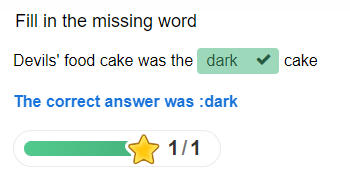 Fill in the missing word
Devils' food cake was the dark ✔ cake
The correct answer was :dark
1/1